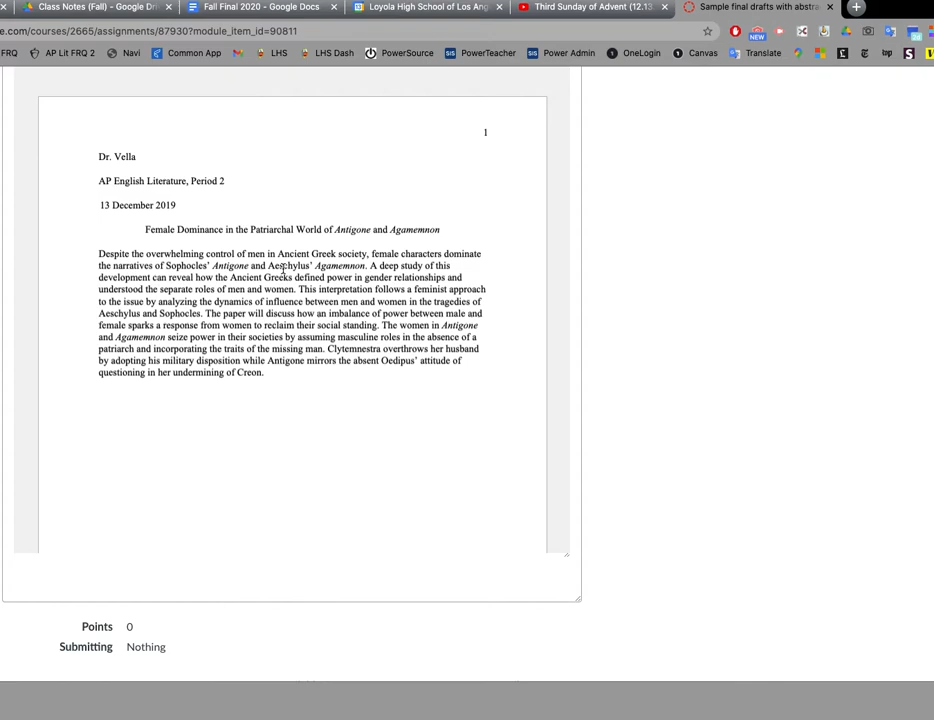 Class Notes (Fall) – Google Dri
Fall Final 2020 - Google Docs
Loyola High School of Los Ang
Third Sunday of Advent (12.13.
Sample final drafts with abstra
e.com/courses/2665/assignments/87930?module_item_id=90811
NEW
FRQ
AP Lit FRQ 2
Navi
Common App
LHS
LHS Dash
PowerSource
PowerTeacher
Power Admin
OneLogin
Canvas
Translate
1
Dr. Vella
AP English Literature, Period 2
13 December 2019
Female Dominance in the Patriarchal World of Antigone and Agamemnon
Despite the overwhelming control of men in Ancient Greek society, female characters dominate
the narratives of Sophocles’ Antigone and Aeschylus’ Agamemnon. A deep study of this
development can reveal how the Ancient Greeks defined power in gender relationships and
understood the separate roles of men and women. This interpretation follows a feminist approach
to the issue by analyzing the dynamics of influence between men and women in the tragedies of
Aeschylus and Sophocles. The paper will discuss how an imbalance of power between male and
female sparks a response from women to reclaim their social standing. The women in Antigone
and Agamemnon seize power in their societies by assuming masculine roles in the absence of a
patriarch and incorporating the traits of the missing man. Clytemnestra overthrows her husband
by adopting his military disposition while Antigone mirrors the absent Oedipus’ attitude of
questioning in her undermining of Creon.
Points 0
Submitting Nothing